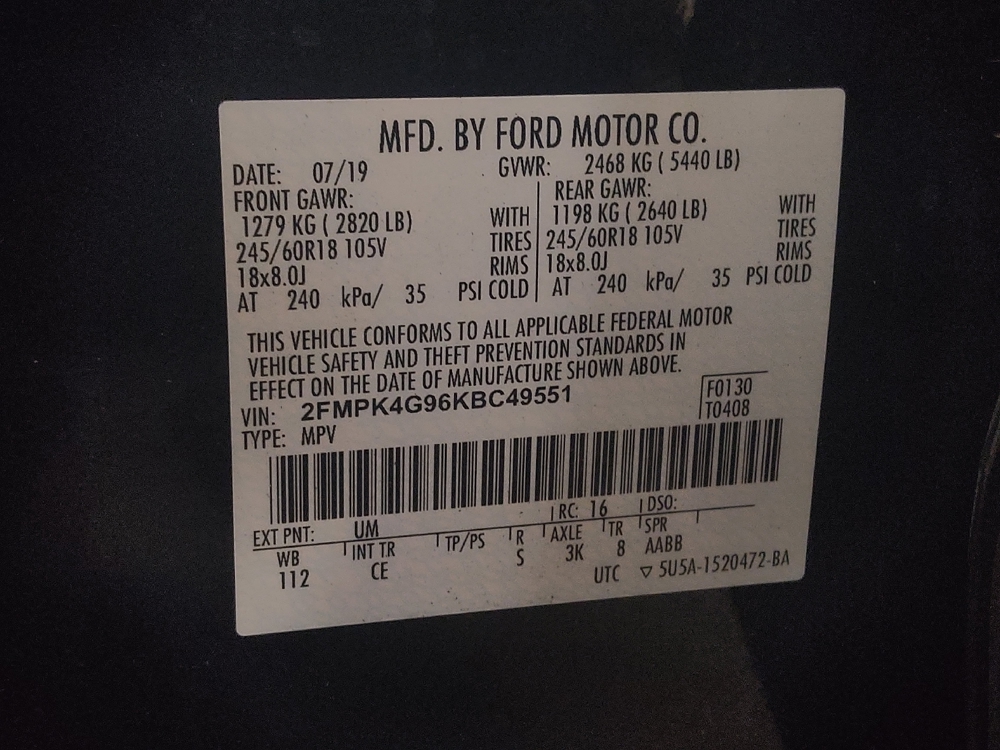 MFD. BY FORD MOTOR CO.
DATE: 07/19 GVWR: 2468 KG ( 5440 LB)
FRONT GAWR: REAR GAWR:
1279 KG ( 2820 LB) WITH 1198 KG ( 2640 LB) WITH
245/60R18 105V TIRES 245/60R18 105V TIRES
18x8.0J RIMS 18x8.0J RIMS
AT 240 kPa/ 35 PSI COLD AT 240 kPa/ 35 PSI COLD
THIS VEHICLE CONFORMS TO ALL APPLICABLE FEDERAL MOTOR
VEHICLE SAFETY AND THEFT PREVENTION STANDARDS IN
EFFECT ON THE DATE OF MANUFACTURE SHOWN ABOVE.
VIN: 2FMPK4G96KBC49551 F0130
TYPE: MPV T0408
EXT PNT: UM RC: 16 DSO:
WB INT TR TP/PS R AXLE TR SPR
112 CE S 3K 8 AABB
UTC ▽ 5U5A-1520472-BA